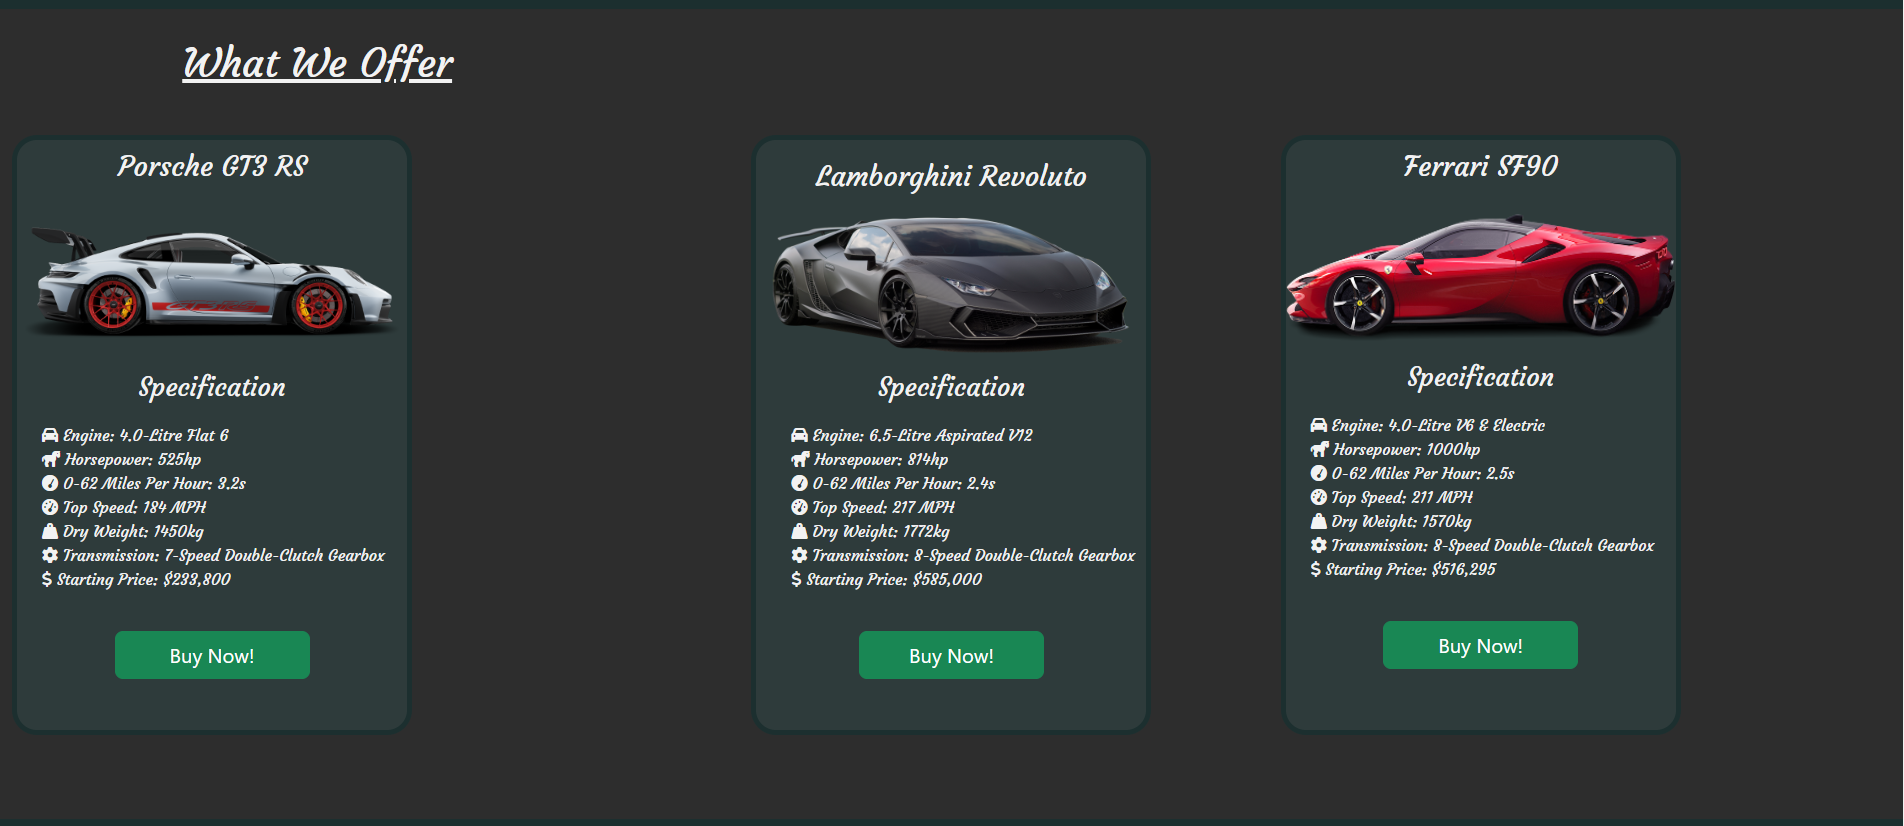 What We Offer
Porsche GT3 RS
Specification
Engine: 4.0-Litre Flat 6
Horsepower: 525hp
0-62 Miles Per Hour: 3.2s
Top Speed: 184 MPH
Dry Weight: 1450kg
Transmission: 7-Speed Double-Clutch Gearbox
$ Starting Price: $233,800
Buy Now!
Lamborghini Revoluto
Specification
Engine: 6.5-Litre Aspirated V12
Horsepower: 814hp
0-62 Miles Per Hour: 2.4s
Top Speed: 217 MPH
Dry Weight: 1772kg
Transmission: 8-Speed Double-Clutch Gearbox
$ Starting Price: $585,000
Buy Now!
Ferrari SF90
Specification
Engine: 4.0-Litre V6 & Electric
Horsepower: 1000hp
0-62 Miles Per Hour: 2.5s
Top Speed: 211 MPH
Dry Weight: 1570kg
Transmission: 8-Speed Double-Clutch Gearbox
$ Starting Price: $516,295
Buy Now!